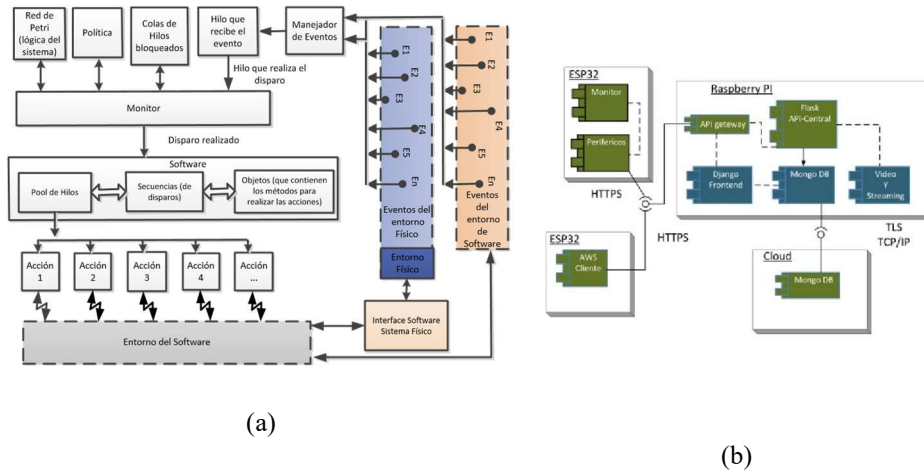 Red de
Petri
(lógica del
sistema)
Política
Colas de
Hilos
bloqueados
Hilo que
recibe el
evento
Manejador
de Eventos
Hilo que realiza el
disparo
Monitor
Disparo realizado
Software
Pool de Hilos
Secuencias (de
disparos)
Objetos (que contienen
los métodos para
realizar las acciones)
Acción
1
Acción
2
Acción
3
Acción
4
Acción
...
Entorno del Software
E1
E2
E3
E4
E5
En
Eventos del
entorno
Físico
Entorno
Físico
E1
E2
E3
E4
E5
En
Eventos
del
entorno
de
Software
Interface Software
Sistema Físico
(a)
ESP32
Monitor
Perifericos
HTTPS
ESP32
AWS
Cliente
HTTPS
Raspberry PI
API geteway
Flask
API-Central
Django
Frontend
Mongo DB
Video
Y
Streaming
TLS
TCP/IP
Cloud
Mongo DB
(b)